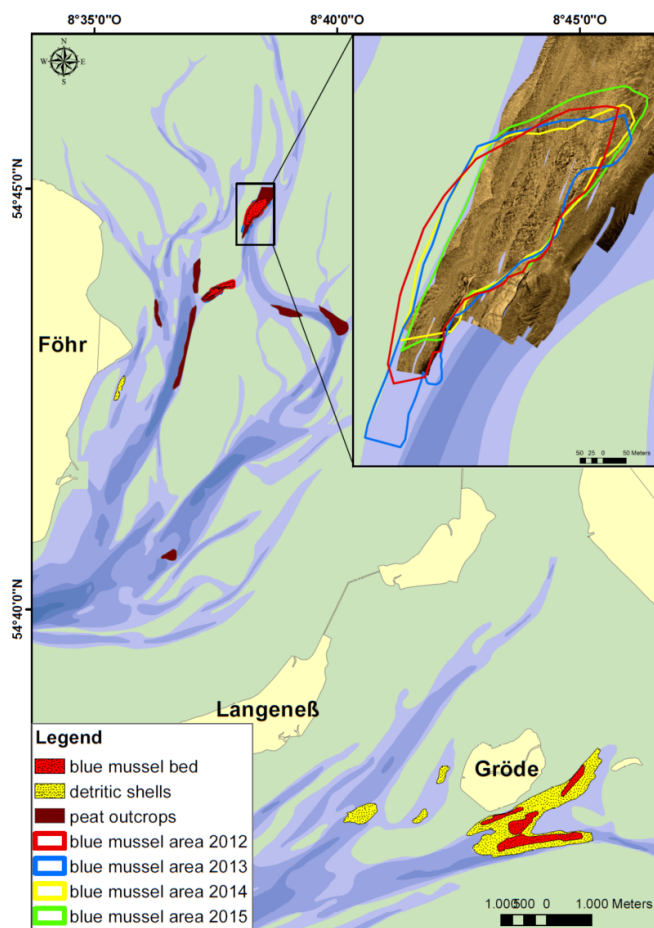 8°35'0"O
8°40'0"O
8°45'0"O
N
W E
S
54°45'0"N
50 25 0 50 Meters
Föhr
54°40'0"N
Langeneß
Gröde
Legend
blue mussel bed
detritic shells
peat outcrops
blue mussel area 2012
blue mussel area 2013
blue mussel area 2014
blue mussel area 2015
1.000 500 0 1.000 Meters